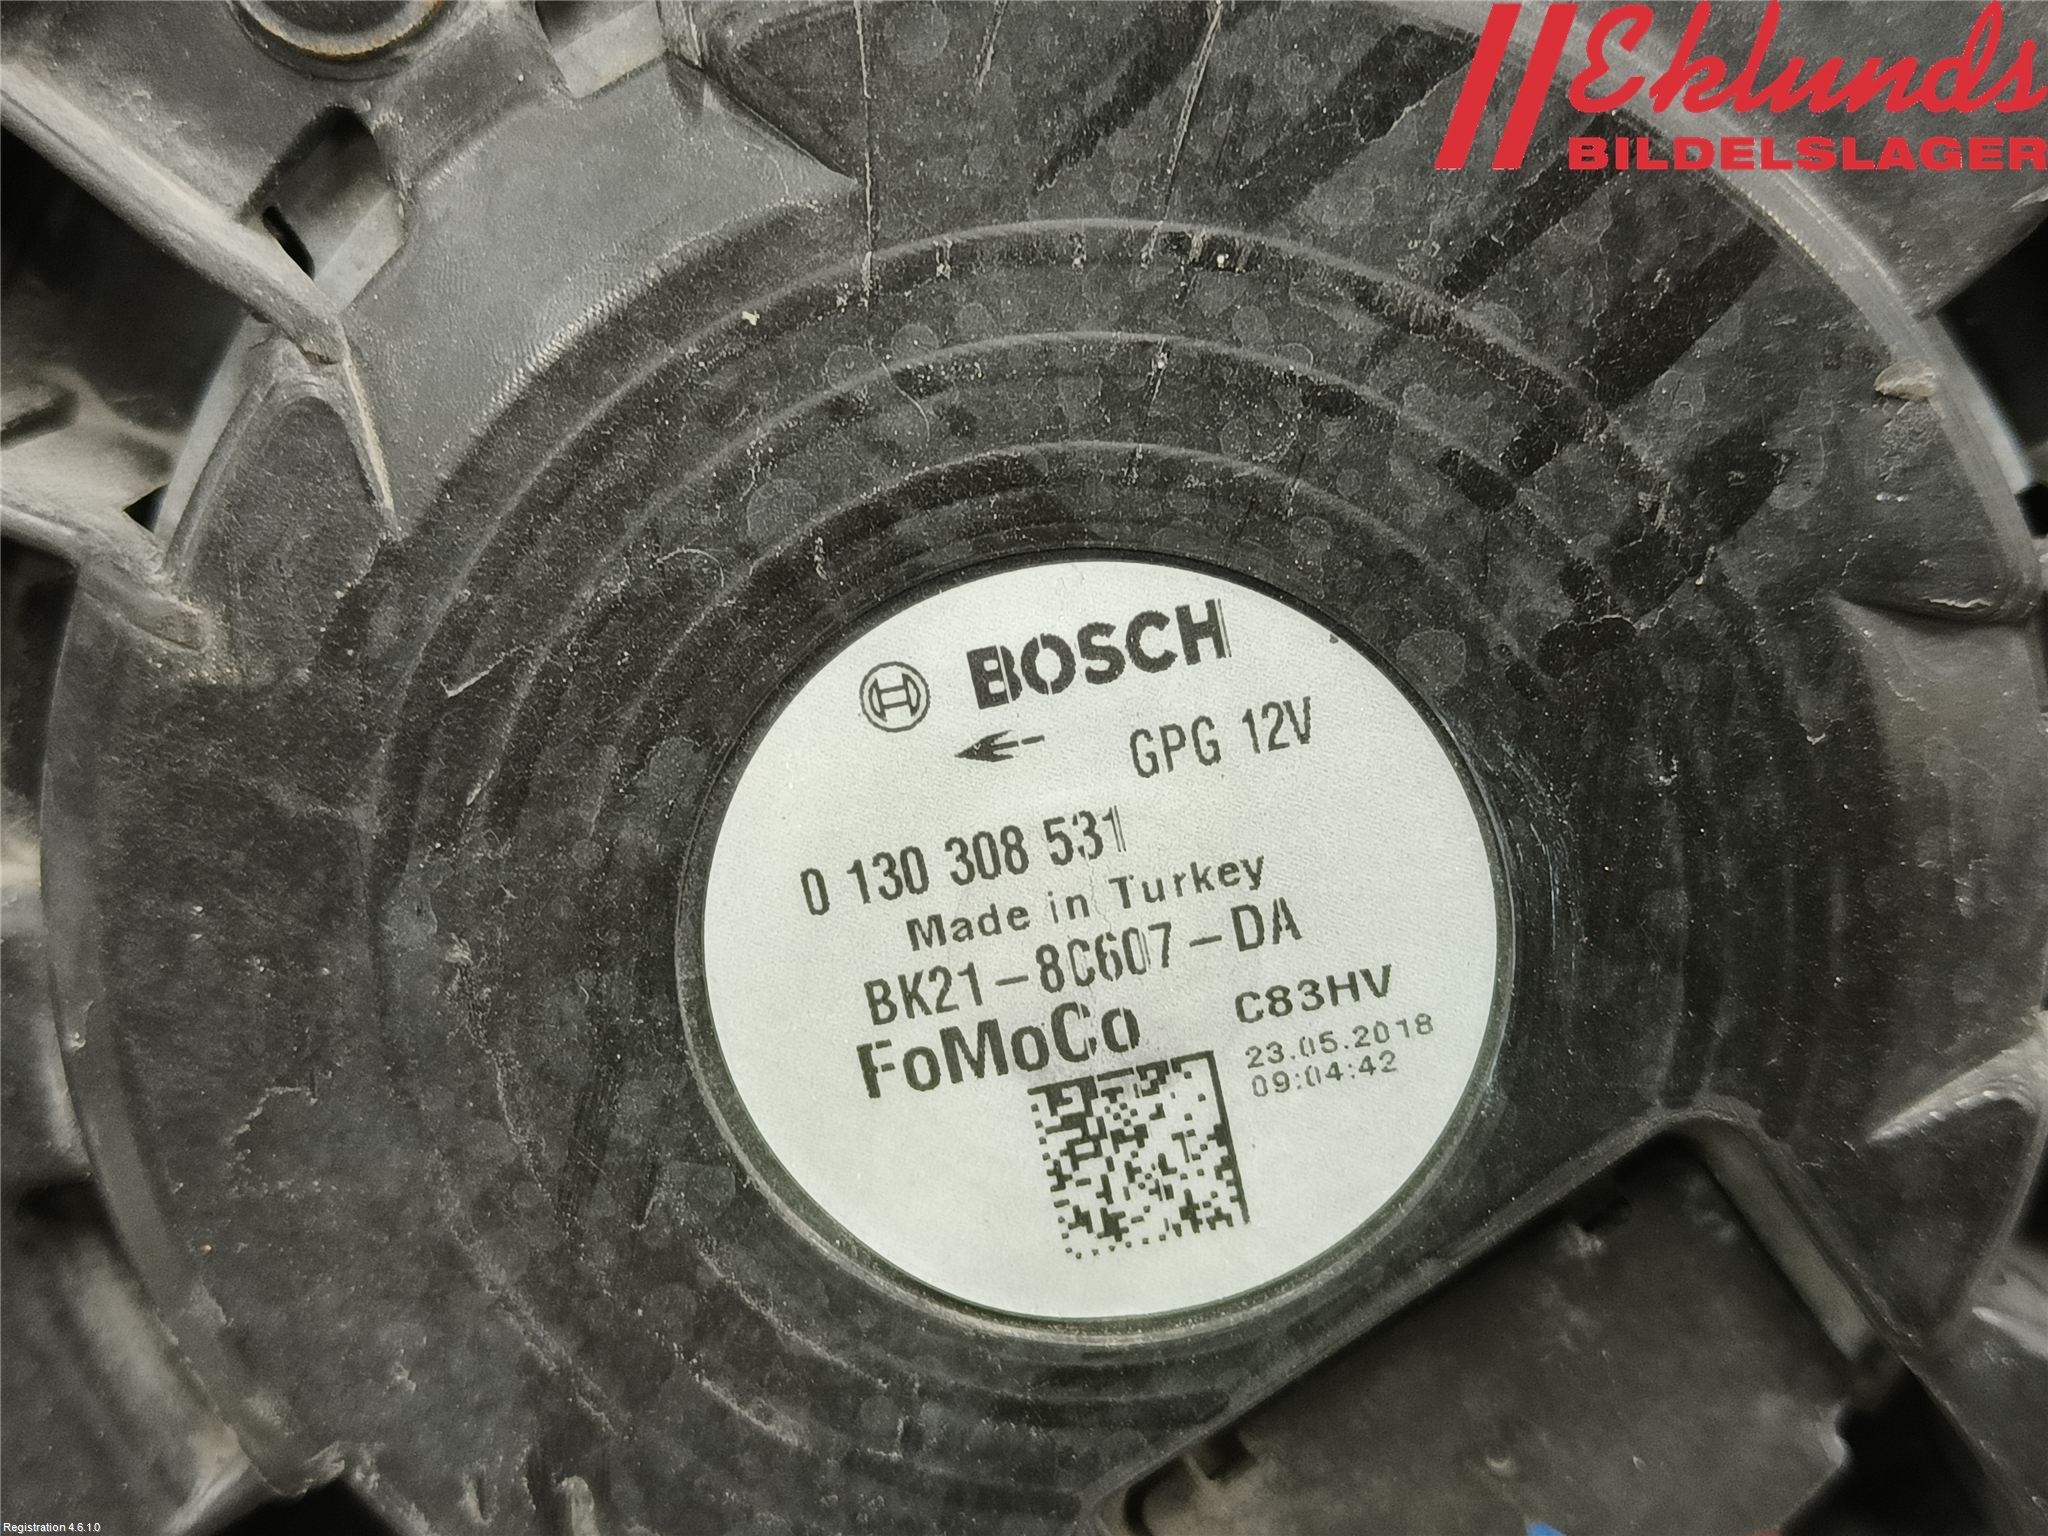 Eklunds
BILDELSLAGER
BOSCH
GPG 12V
0 130 308 531
Made in Turkey
BK21-8C607-DA
FoMoCo
C83HV
23.05.2018
09:04:42
Registration 4.6.1.0